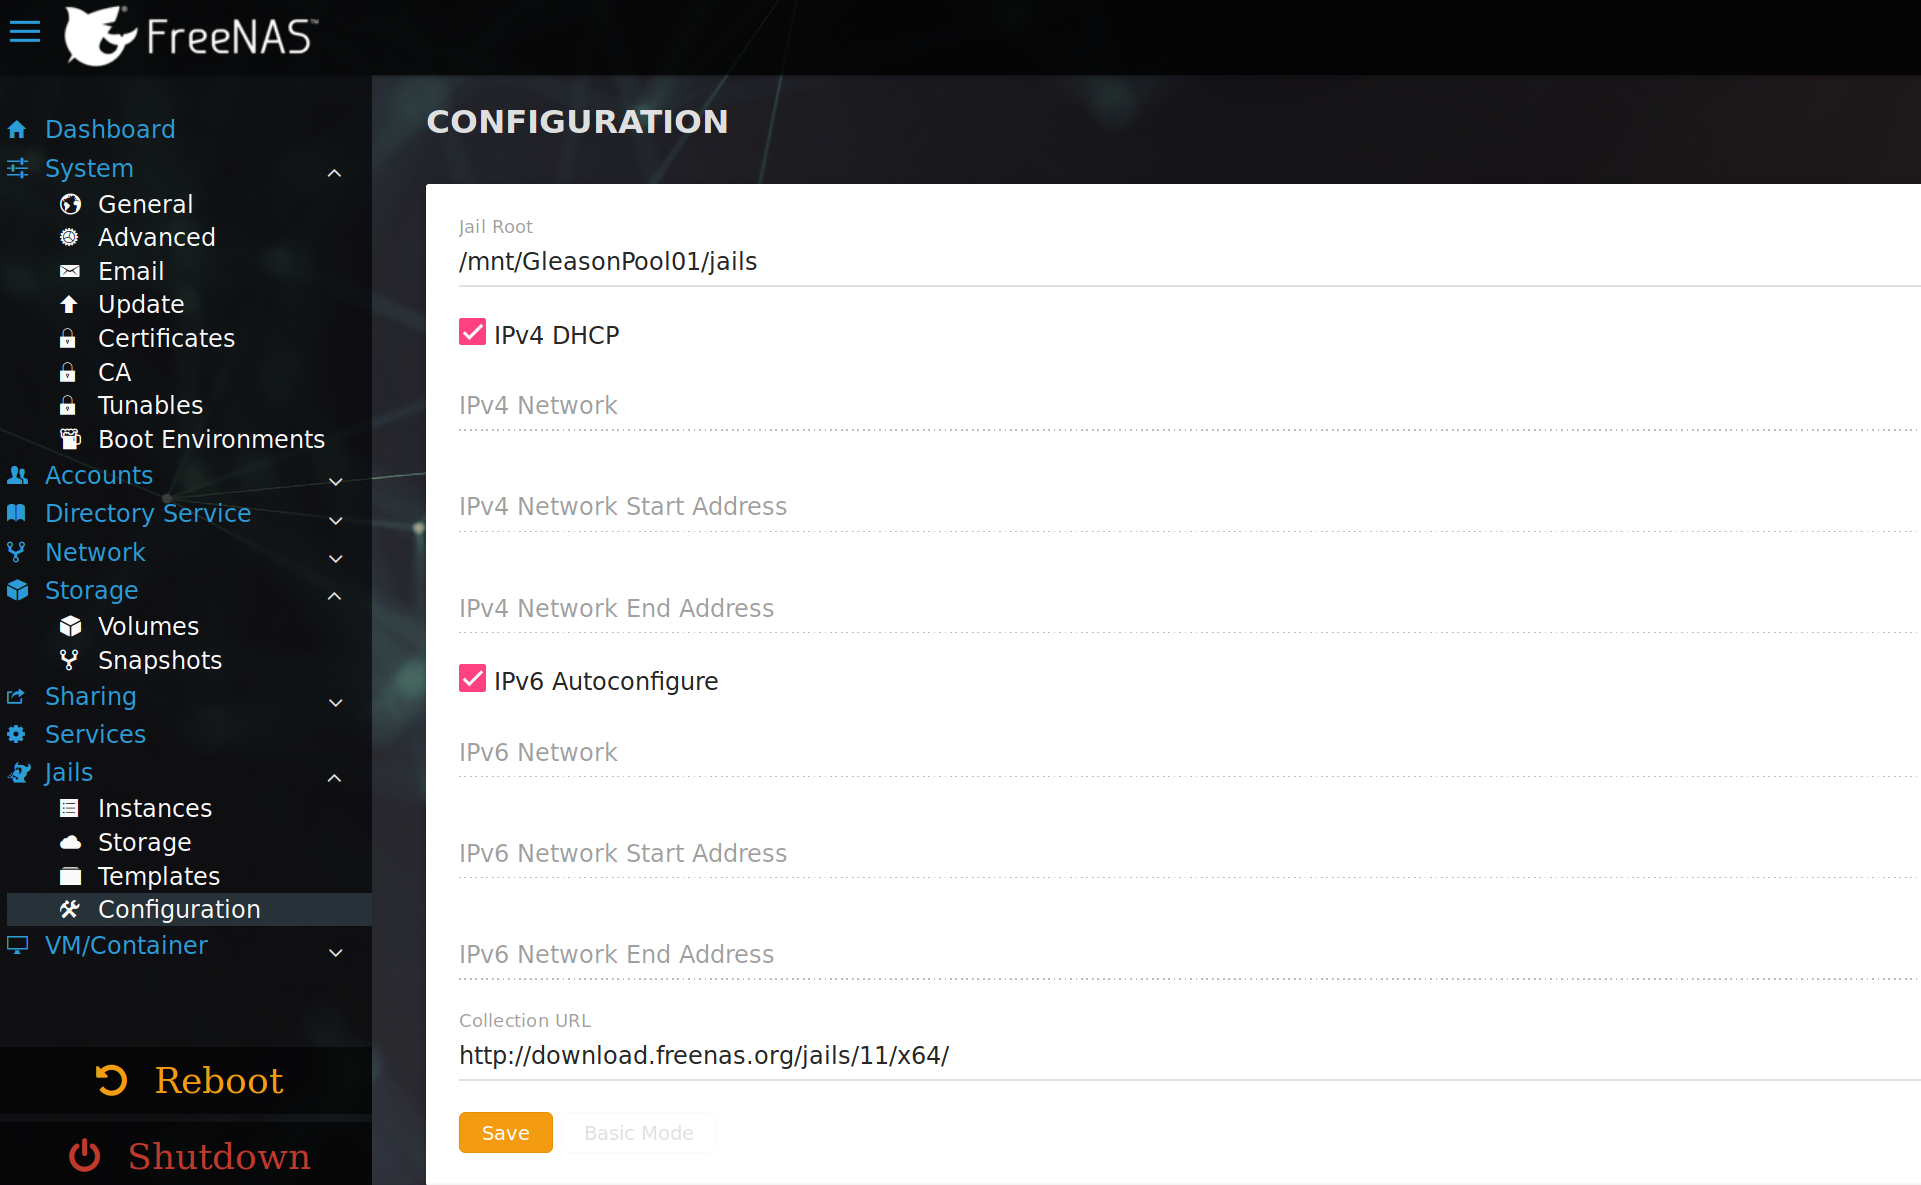 FreeNAS™
Dashboard
System
General
Advanced
Email
Update
Certificates
CA
Tunables
Boot Environments
Accounts
Directory Service
Network
Storage
Volumes
Snapshots
Sharing
Services
Jails
Instances
Storage
Templates
Configuration
VM/Container
Reboot
Shutdown
CONFIGURATION
Jail Root
/mnt/GleasonPool01/jails
IPv4 DHCP
IPv4 Network
IPv4 Network Start Address
IPv4 Network End Address
IPv6 Autoconfigure
IPv6 Network
IPv6 Network Start Address
IPv6 Network End Address
Collection URL
http://download.freenas.org/jails/11/x64/
Save Basic Mode